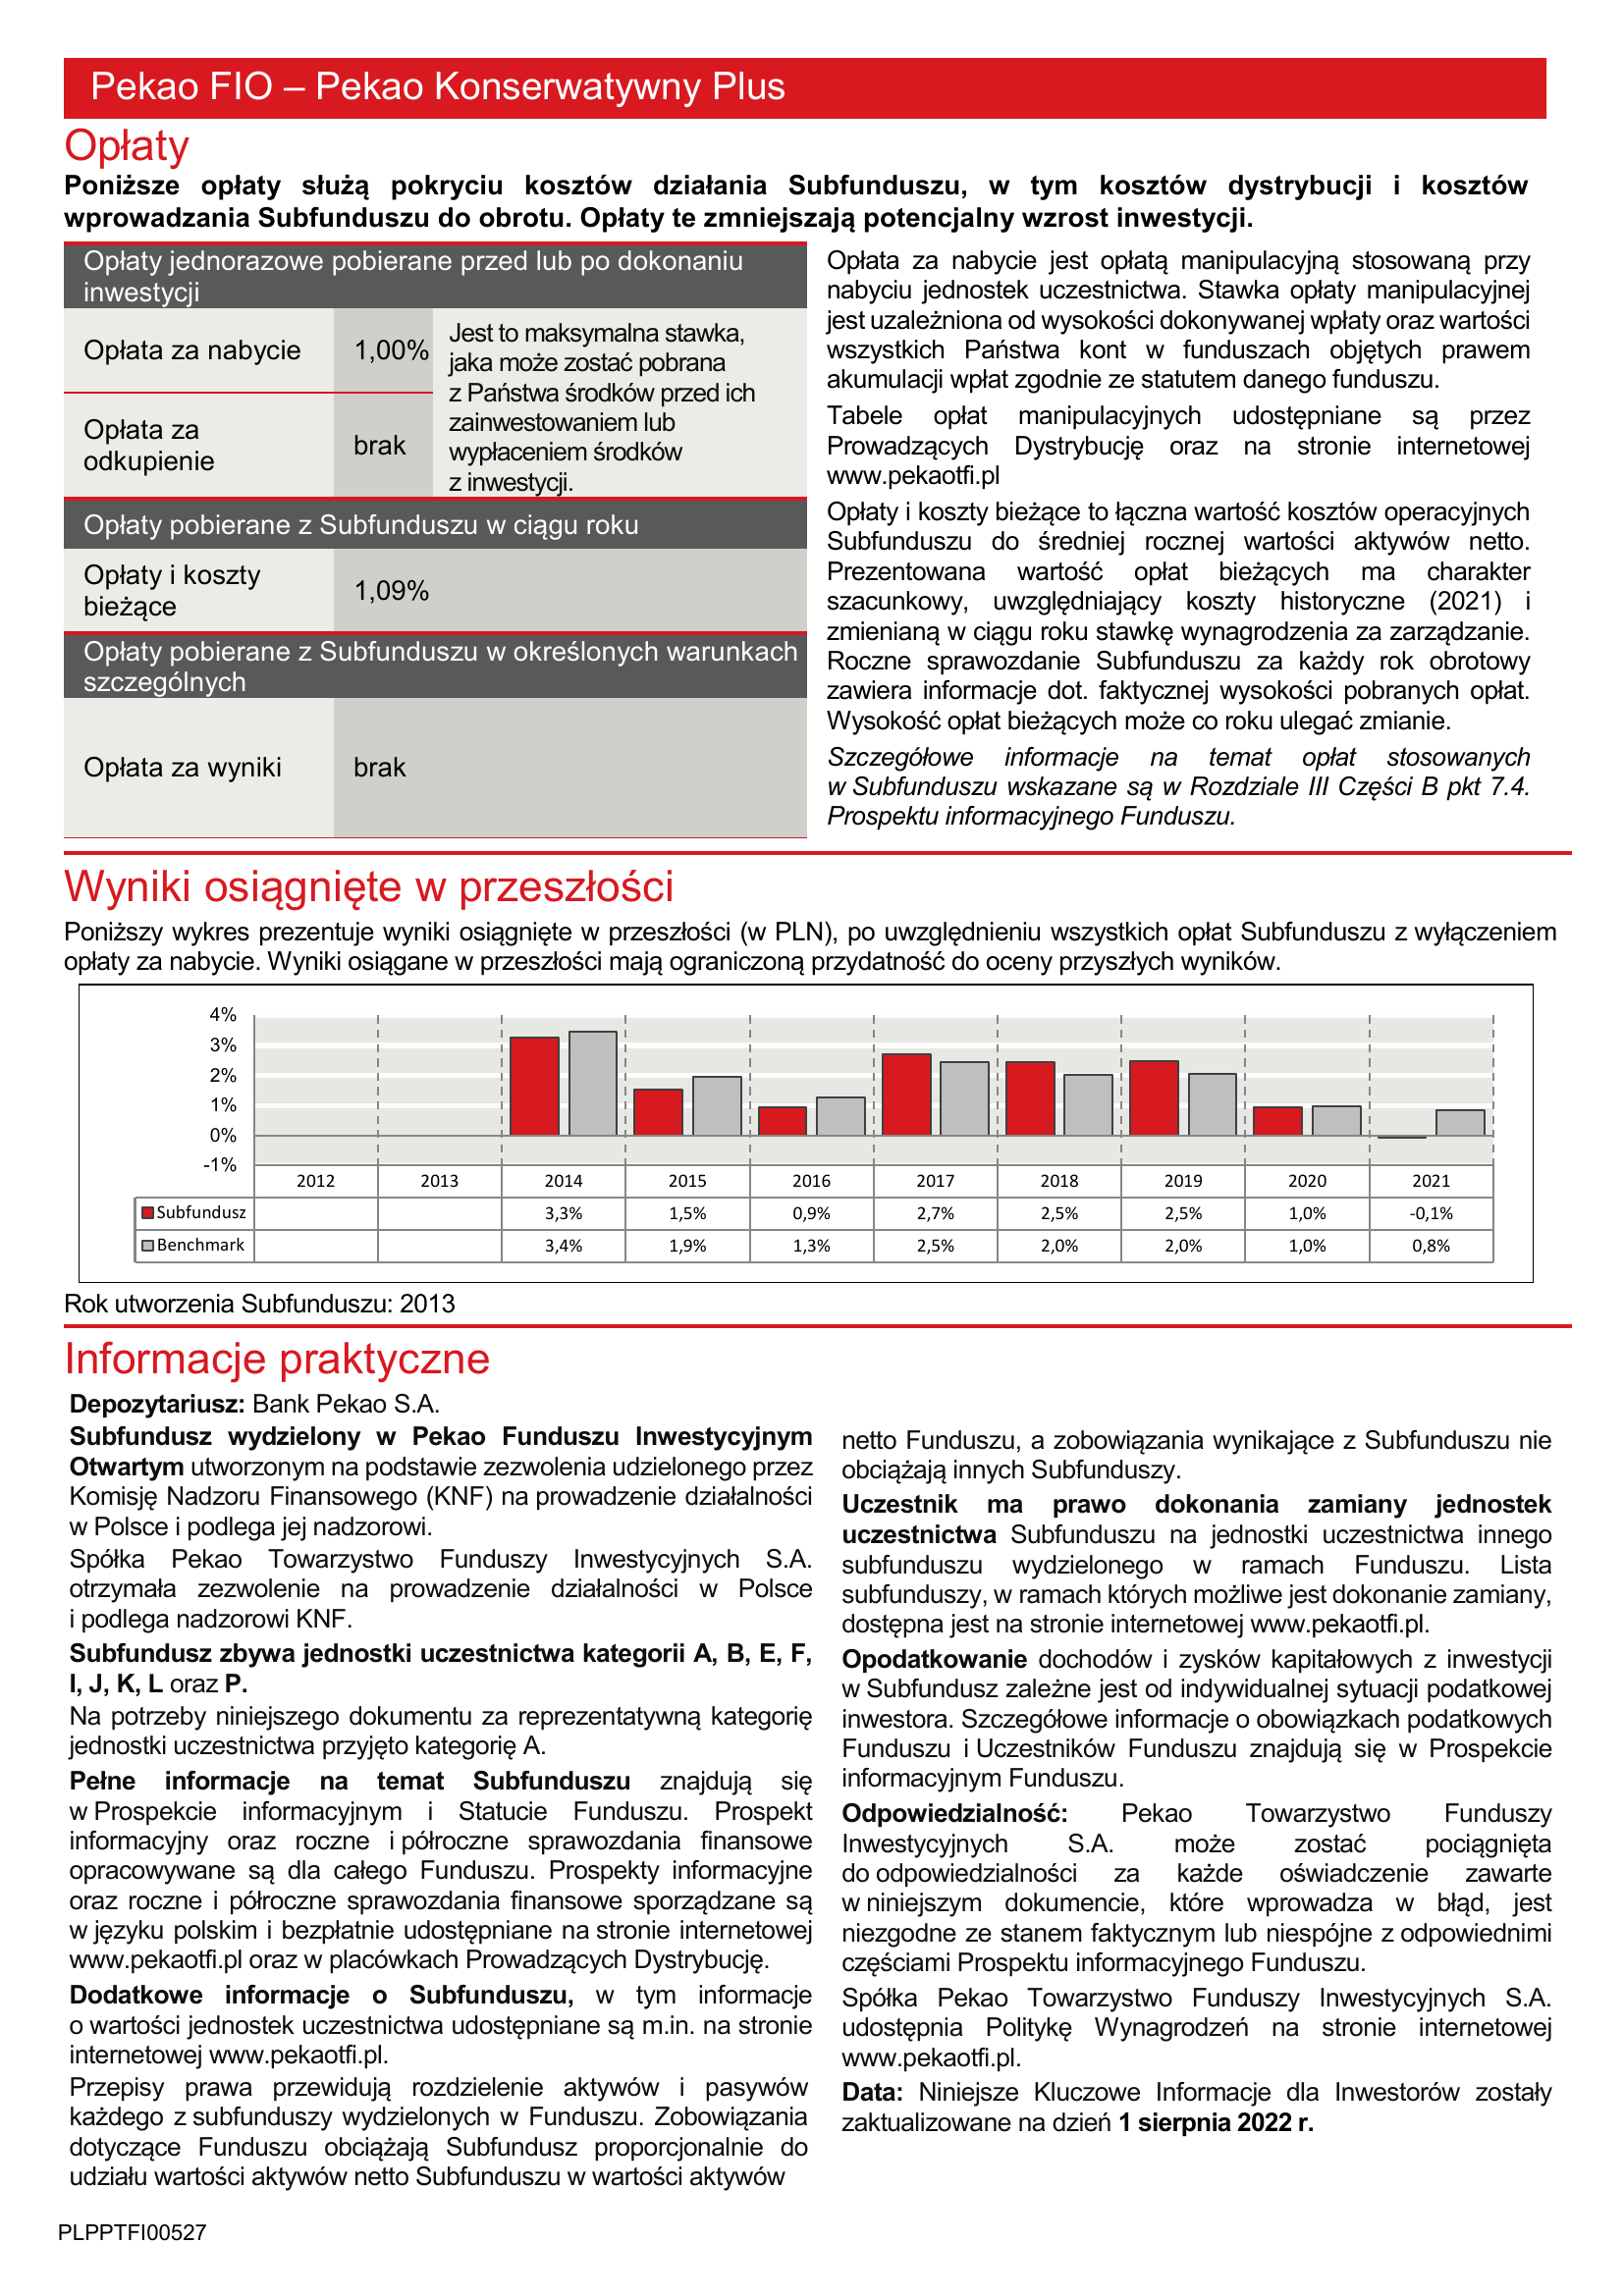 Pekao FIO – Pekao Konserwatywny Plus
Opłaty
Poniższe opłaty służą pokryciu kosztów działania Subfunduszu, w tym kosztów dystrybucji i kosztów
wprowadzania Subfunduszu do obrotu. Opłaty te zmniejszają potencjalny wzrost inwestycji.
Opłaty jednorazowe pobierane przed lub po dokonaniu
inwestycji
Opłata za nabycie
1,00%
Jest to maksymalna stawka,
jaka może zostać pobrana
z Państwa środków przed ich
zainwestowaniem lub
wypłaceniem środków
z inwestycji.
Opłata za
odkupienie
brak
Opłaty pobierane z Subfunduszu w ciągu roku
Opłaty i koszty
bieżące
1,09%
Opłaty pobierane z Subfunduszu w określonych warunkach
szczególnych
Opłata za wyniki
brak
Opłata za nabycie jest opłatą manipulacyjną stosowaną przy
nabyciu jednostek uczestnictwa. Stawka opłaty manipulacyjnej
jest uzależniona od wysokości dokonywanej wpłaty oraz wartości
wszystkich Państwa kont w funduszach objętych prawem
akumulacji wpłat zgodnie ze statutem danego funduszu.
Tabele opłat manipulacyjnych udostępniane są przez
Prowadzących Dystrybucję oraz na stronie internetowej
www.pekaotfi.pl
Opłaty i koszty bieżące to łączna wartość kosztów operacyjnych
Subfunduszu do średniej rocznej wartości aktywów netto.
Prezentowana wartość opłat bieżących ma charakter
szacunkowy, uwzględniający koszty historyczne (2021) i
zmienianą w ciągu roku stawkę wynagrodzenia za zarządzanie.
Roczne sprawozdanie Subfunduszu za każdy rok obrotowy
zawiera informacje dot. faktycznej wysokości pobranych opłat.
Wysokość opłat bieżących może co roku ulegać zmianie.
Szczegółowe informacje na temat opłat stosowanych
w Subfunduszu wskazane są w Rozdziale III Części B pkt 7.4.
Prospektu informacyjnego Funduszu.
Wyniki osiągnięte w przeszłości
Poniższy wykres prezentuje wyniki osiągnięte w przeszłości (w PLN), po uwzględnieniu wszystkich opłat Subfunduszu z wyłączeniem
opłaty za nabycie. Wyniki osiągane w przeszłości mają ograniczoną przydatność do oceny przyszłych wyników.
4%
3%
2%
1%
0%
-1%
2012 2013 2014 2015 2016 2017 2018 2019 2020 2021
Subfundusz 3,3% 1,5% 0,9% 2,7% 2,5% 2,5% 1,0% -0,1%
Benchmark 3,4% 1,9% 1,3% 2,5% 2,0% 2,0% 1,0% 0,8%
Rok utworzenia Subfunduszu: 2013
Informacje praktyczne
Depozytariusz: Bank Pekao S.A.
Subfundusz wydzielony w Pekao Funduszu Inwestycyjnym
Otwartym utworzonym na podstawie zezwolenia udzielonego przez
Komisję Nadzoru Finansowego (KNF) na prowadzenie działalności
w Polsce i podlega jej nadzorowi.
Spółka Pekao Towarzystwo Funduszy Inwestycyjnych S.A.
otrzymała zezwolenie na prowadzenie działalności w Polsce
i podlega nadzorowi KNF.
Subfundusz zbywa jednostki uczestnictwa kategorii A, B, E, F,
I, J, K, L oraz P.
Na potrzeby niniejszego dokumentu za reprezentatywną kategorię
jednostki uczestnictwa przyjęto kategorię A.
Pełne informacje na temat Subfunduszu znajdują się
w Prospekcie informacyjnym i Statucie Funduszu. Prospekt
informacyjny oraz roczne i półroczne sprawozdania finansowe
opracowywane są dla całego Funduszu. Prospekty informacyjne
oraz roczne i półroczne sprawozdania finansowe sporządzane są
w języku polskim i bezpłatnie udostępniane na stronie internetowej
www.pekaotfi.pl oraz w placówkach Prowadzących Dystrybucję.
Dodatkowe informacje o Subfunduszu, w tym informacje
o wartości jednostek uczestnictwa udostępniane są m.in. na stronie
internetowej www.pekaotfi.pl.
Przepisy prawa przewidują rozdzielenie aktywów i pasywów
każdego z subfunduszy wydzielonych w Funduszu. Zobowiązania
dotyczące Funduszu obciążają Subfundusz proporcjonalnie do
udziału wartości aktywów netto Subfunduszu w wartości aktywów
netto Funduszu, a zobowiązania wynikające z Subfunduszu nie
obciążają innych Subfunduszy.
Uczestnik ma prawo dokonania zamiany jednostek
uczestnictwa Subfunduszu na jednostki uczestnictwa innego
subfunduszu wydzielonego w ramach Funduszu. Lista
subfunduszy, w ramach których możliwe jest dokonanie zamiany,
dostępna jest na stronie internetowej www.pekaotfi.pl.
Opodatkowanie dochodów i zysków kapitałowych z inwestycji
w Subfundusz zależne jest od indywidualnej sytuacji podatkowej
inwestora. Szczegółowe informacje o obowiązkach podatkowych
Funduszu i Uczestników Funduszu znajdują się w Prospekcie
informacyjnym Funduszu.
Odpowiedzialność: Pekao Towarzystwo Funduszy
Inwestycyjnych S.A. może zostać pociągnięta
do odpowiedzialności za każde oświadczenie zawarte
w niniejszym dokumencie, które wprowadza w błąd, jest
niezgodne ze stanem faktycznym lub niespójne z odpowiednimi
częściami Prospektu informacyjnego Funduszu.
Spółka Pekao Towarzystwo Funduszy Inwestycyjnych S.A.
udostępnia Politykę Wynagrodzeń na stronie internetowej
www.pekaotfi.pl.
Data: Niniejsze Kluczowe Informacje dla Inwestorów zostały
zaktualizowane na dzień 1 sierpnia 2022 r.
PLPPTFI00527